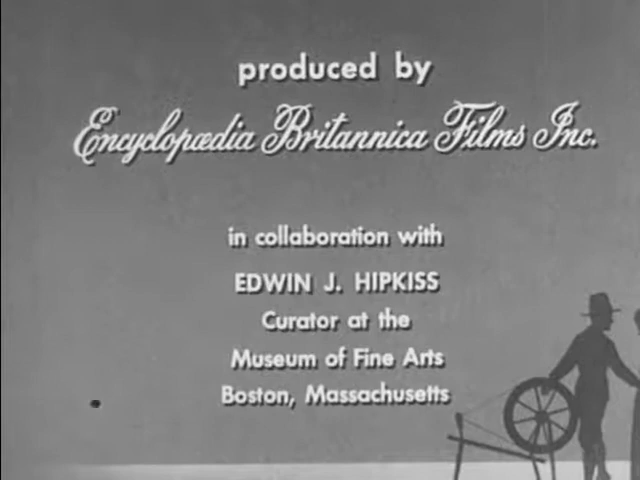 produced by
Encyclopædia Britannica Films Inc.
in collaboration with
EDWIN J. HIPKISS
Curator at the
Museum of Fine Arts
Boston, Massachusetts